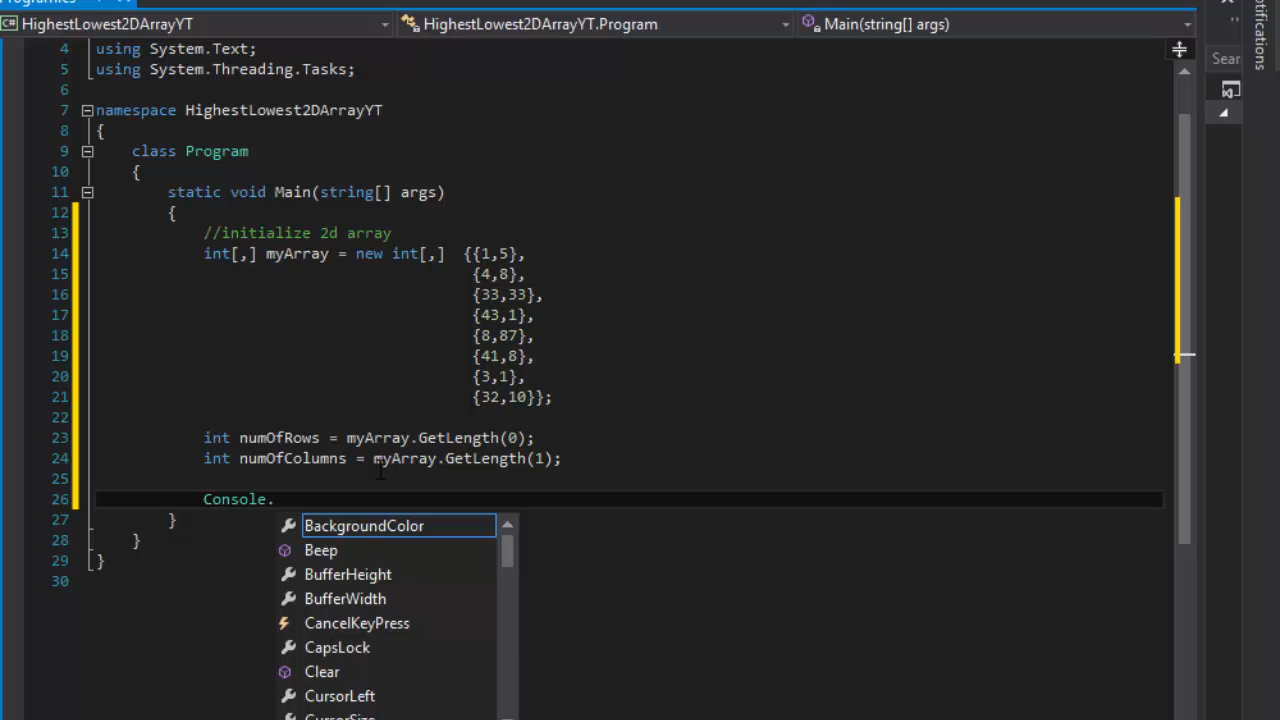 Programics
HighestLowest2DArrayYT HighestLowest2DArrayYT.Program Main(string[] args)
Notifications
Sear
4 using System.Text;
5 using System.Threading.Tasks;
6
7 namespace HighestLowest2DArrayYT
8 {
9 class Program
10 {
11 static void Main(string[] args)
12 {
13 //initialize 2d array
14 int[,] myArray = new int[,] {{1,5},
15 {4,8},
16 {33,33},
17 {43,1},
18 {8,87},
19 {41,8},
20 {3,1},
21 {32,10}};
22
23 int numOfRows = myArray.GetLength(0);
24 int numOfColumns = myArray.GetLength(1);
25
26 Console.
27 }
28 }
29 }
30
BackgroundColor
Beep
BufferHeight
BufferWidth
CancelKeyPress
CapsLock
Clear
CursorLeft
CursorSize